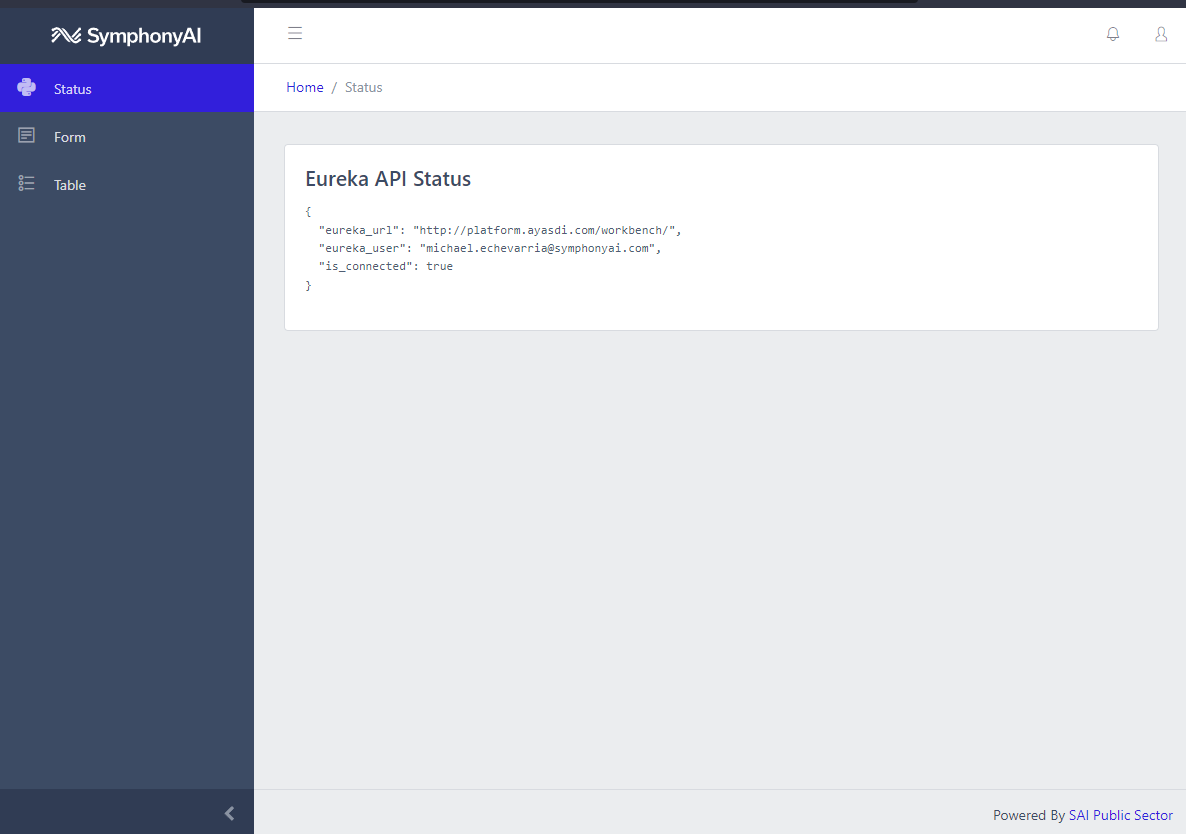 SymphonyAI
Status
Form
Table
Home / Status
Eureka API Status
{
"eureka_url": "http://platform.ayasdi.com/workbench/",
"eureka_user": "michael.echevarria@symphonyai.com",
"is_connected": true
}
Powered By SAI Public Sector